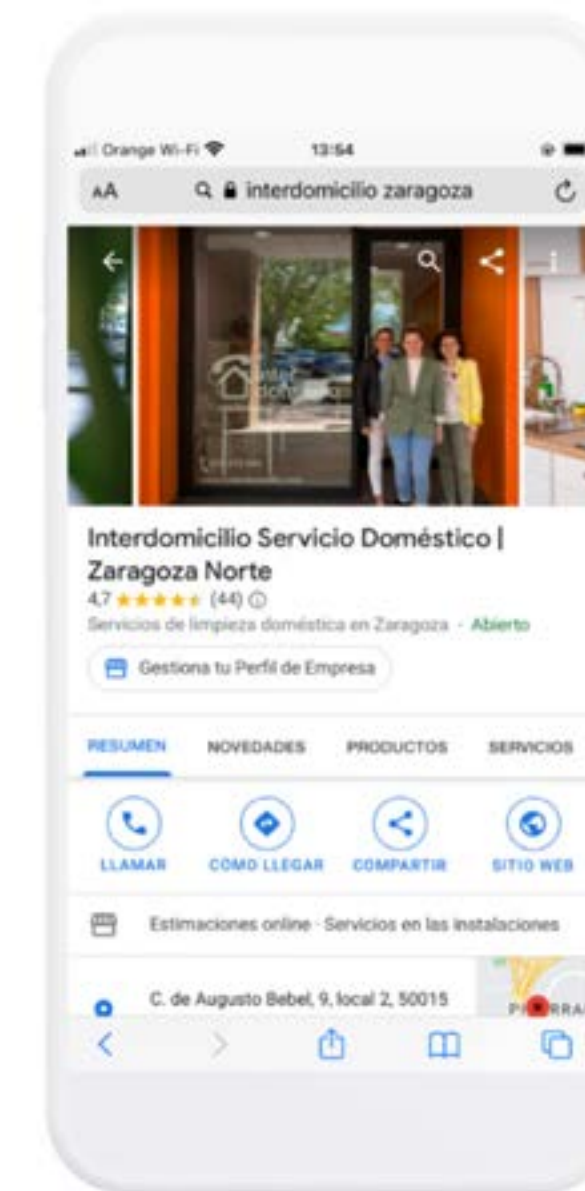 Orange Wi-Fi 13:54
AA interdomicilio zaragoza
inter
Interdomicilio Servicio Doméstico |
Zaragoza Norte
4,7 (44)
Servicios de limpieza doméstica en Zaragoza · Abierto
Gestiona tu Perfil de Empresa
RESUMEN NOVEDADES PRODUCTOS SERVICIOS
LLAMAR CÓMO LLEGAR COMPARTIR SITIO WEB
Estimaciones online · Servicios en las instalaciones
C. de Augusto Bebel, 9, local 2, 50015